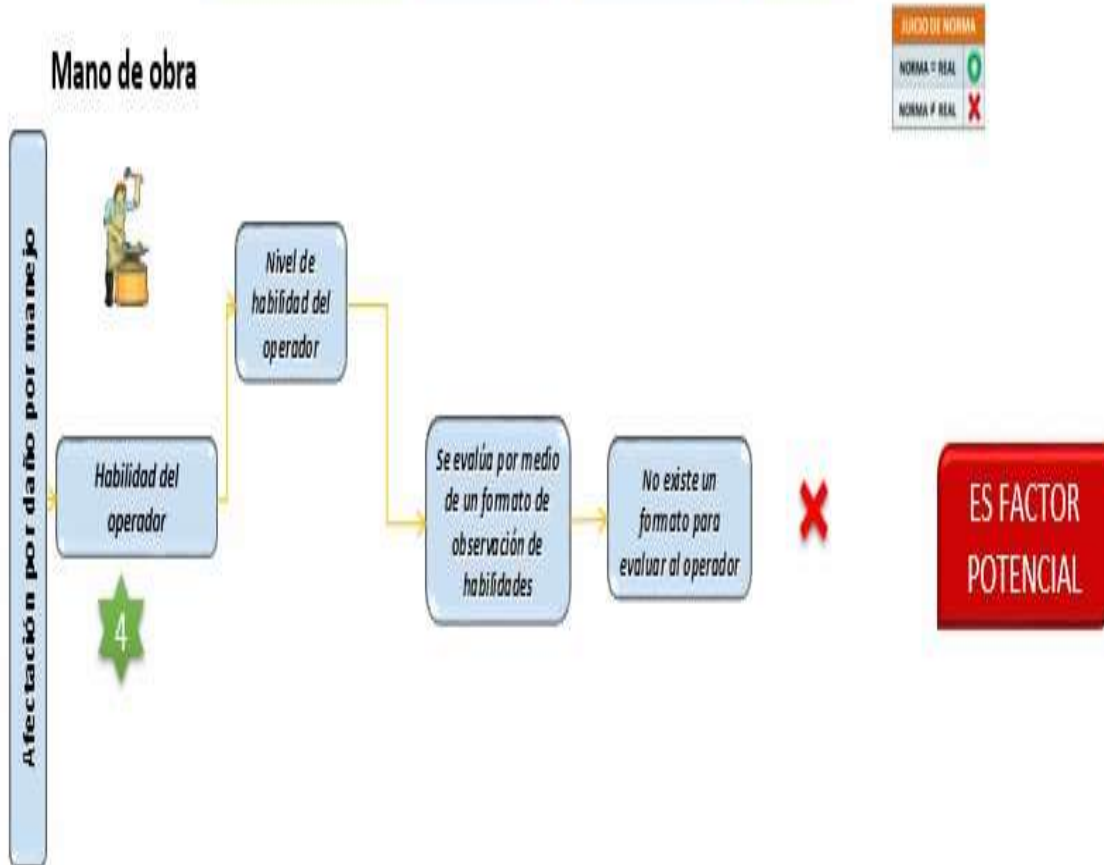 Mano de obra
JUICIO DE NORMA
NORMA = REAL
NORMA ≠ REAL
Afectación por daño por manejo
Nivel de
habilidad del
operador
Habilidad del
operador
4
Se evalúa por medio
de un formato de
observación de
habilidades
No existe un
formato para
evaluar al operador
ES FACTOR
POTENCIAL